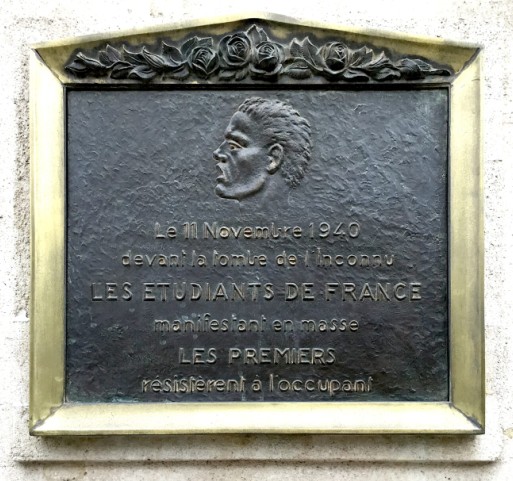 Le 11 Novembre 1940
devant la tombe de l'inconnu
LES ETUDIANTS DE FRANCE
manifestant en masse
LES PREMIERS
résistèrent à l'occupant